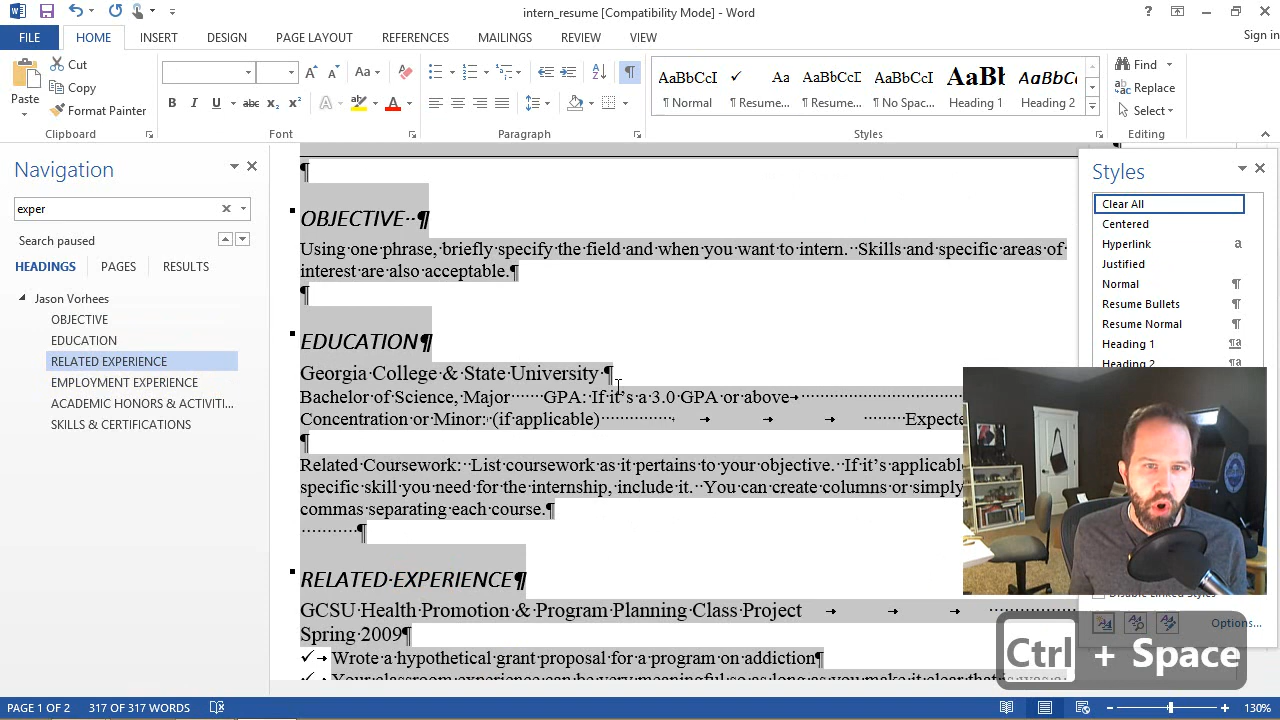 intern_resume [Compatibility Mode] - Word
Sign in
FILE HOME INSERT DESIGN PAGE LAYOUT REFERENCES MAILINGS REVIEW VIEW
Paste
Cut
Copy
Format Painter
Clipboard
Font
Paragraph
AaBbCcI
¶ Normal
Aa
¶ Resume...
AaBbCcI
¶ Resume...
AaBbCcI
¶ No Spac...
AaBb
Heading 1
AaBbCc
Heading 2
Styles
Find
Replace
Select
Editing
Navigation
exper
Search paused
HEADINGS PAGES RESULTS
Jason Vorhees
OBJECTIVE
EDUCATION
RELATED EXPERIENCE
EMPLOYMENT EXPERIENCE
ACADEMIC HONORS & ACTIVITI...
SKILLS & CERTIFICATIONS
¶
OBJECTIVE··¶
Using·one·phrase,·briefly·specify·the·field·and·when·you·want·to·intern.··Skills·and·specific·areas·of·
interest·are·also·acceptable.¶
¶
EDUCATION¶
Georgia·College·&·State·University·¶
Bachelor·of·Science,·Major······GPA:·If·it's·a·3.0·GPA·or·above
Concentration·or·Minor:·(if·applicable)
¶
Related·Coursework:··List·coursework·as·it·pertains·to·your·objective.··If·it's·
specific·skill·you·need·for·the·internship,·include·it.··You·can·create·columns·or·simply
commas·separating·each·course.¶
¶
RELATED·EXPERIENCE¶
GCSU·Health·Promotion·&·Program·Planning·Class·Project
Spring·2009¶
Wrote·a·hypothetical·grant·proposal·for·a·program·on·addiction¶
Your·classroom·experience·can·be·very·meaningful·so·as·long·as·you·make·it·clear·that·is·was·a·
Styles
Clear All
Centered
Hyperlink a
Justified
Normal ¶
Resume Bullets ¶
Resume Normal ¶
Heading 1 ¶a
Heading 2
Disable Linked Styles
Options...
Ctrl + Space
PAGE 1 OF 2 317 OF 317 WORDS
130%